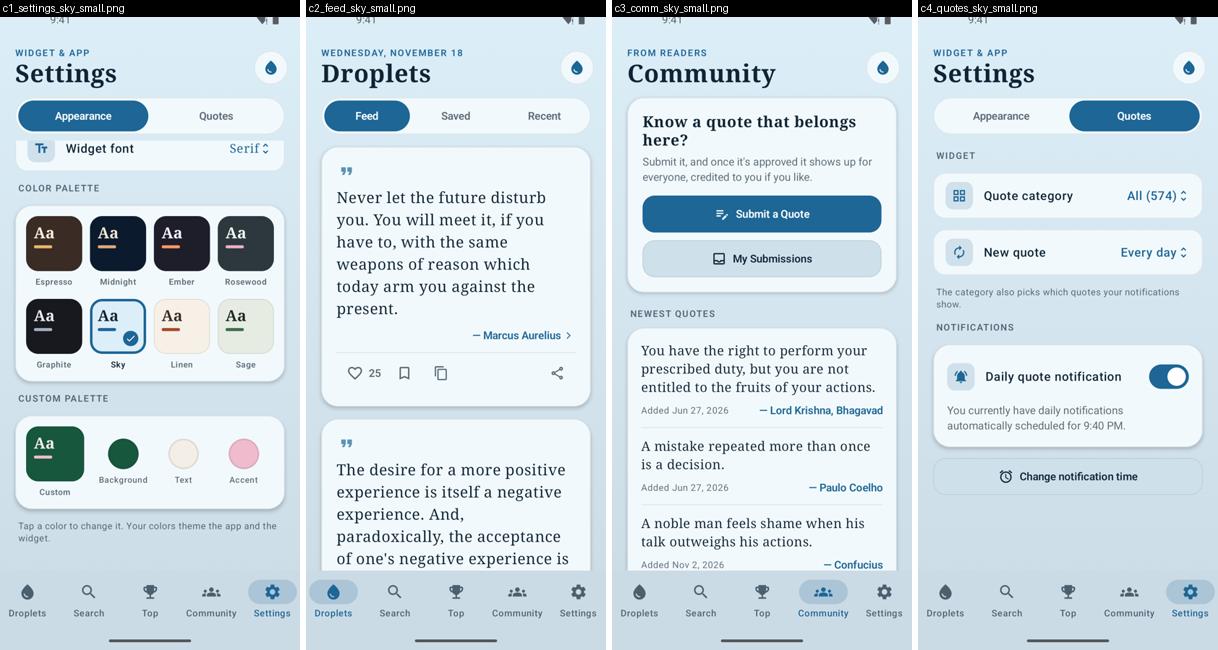 c1_settings_sky_small.png
9:41
WIDGET & APP
Settings
Appearance
Quotes
Widget font
Serif
COLOR PALETTE
Aa
Aa
Aa
Aa
Espresso
Midnight
Ember
Rosewood
Aa
Aa
Aa
Aa
Graphite
Sky
Linen
Sage
CUSTOM PALETTE
Aa
Custom
Background
Text
Accent
Tap a color to change it. Your colors theme the app and the
widget.
Droplets
Search
Top
Community
Settings
c2_feed_sky_small.png
9:41
WEDNESDAY, NOVEMBER 18
Droplets
Feed
Saved
Recent
Never let the future disturb
you. You will meet it, if you
have to, with the same
weapons of reason which
today arm you against the
present.
— Marcus Aurelius
25
The desire for a more positive
experience is itself a negative
experience. And,
paradoxically, the acceptance
of one's negative experience is
Droplets
Search
Top
Community
Settings
c3_comm_sky_small.png
9:41
FROM READERS
Community
Know a quote that belongs
here?
Submit it, and once it's approved it shows up for
everyone, credited to you if you like.
Submit a Quote
My Submissions
NEWEST QUOTES
You have the right to perform your
prescribed duty, but you are not
entitled to the fruits of your actions.
Added Jun 27, 2026
— Lord Krishna, Bhagavad
A mistake repeated more than once
is a decision.
Added Jun 27, 2026
— Paulo Coelho
A noble man feels shame when his
talk outweighs his actions.
Added Nov 2, 2026
— Confucius
Droplets
Search
Top
Community
Settings
c4_quotes_sky_small.png
9:41
WIDGET & APP
Settings
Appearance
Quotes
WIDGET
Quote category
All (574)
New quote
Every day
The category also picks which quotes your notifications
show.
NOTIFICATIONS
Daily quote notification
You currently have daily notifications
automatically scheduled for 9:40 PM.
Change notification time
Droplets
Search
Top
Community
Settings